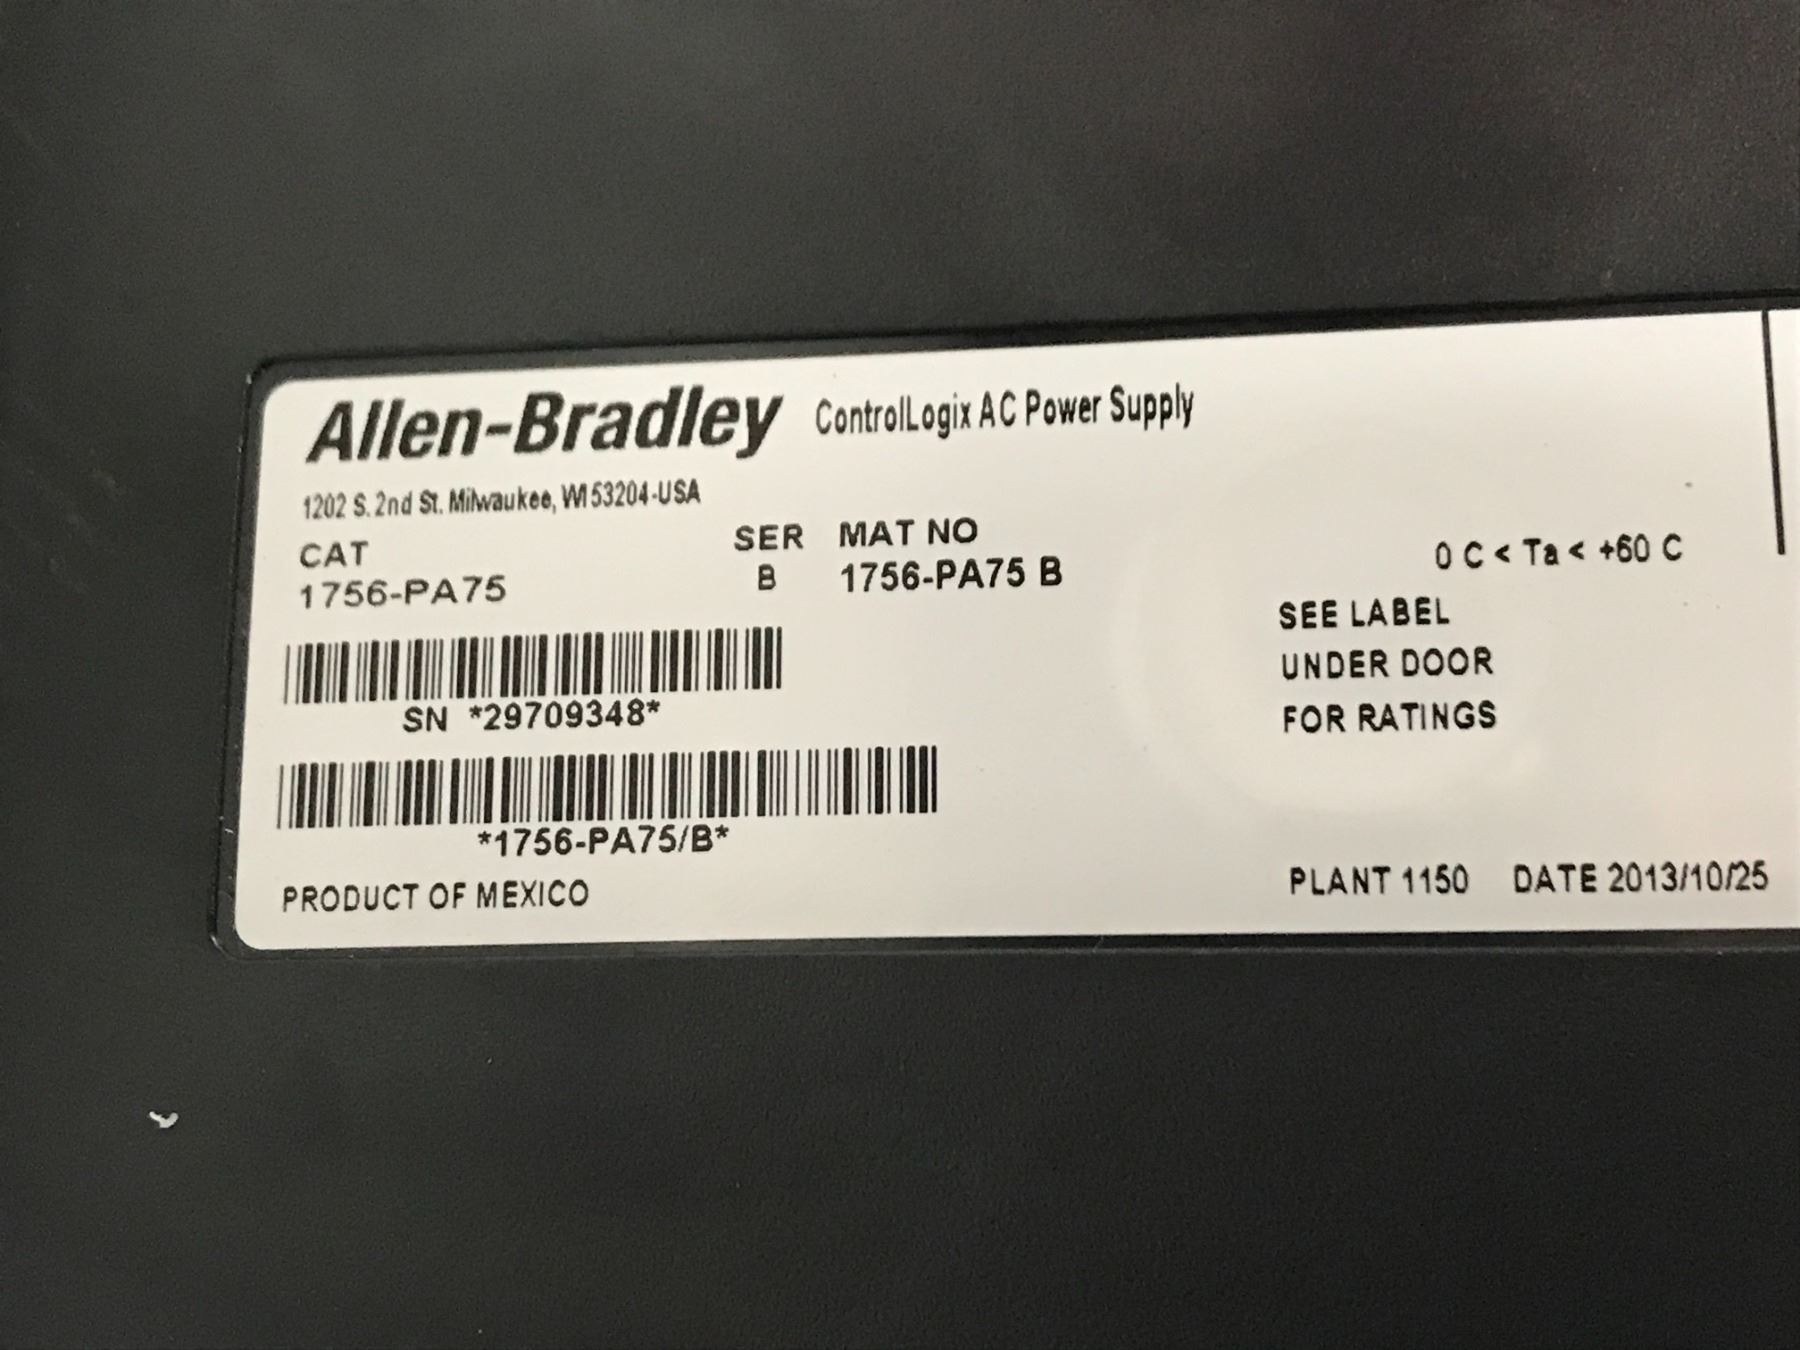 Allen-Bradley ControlLogix AC Power Supply
1202 S. 2nd St. Milwaukee, WI 53204-USA
CAT SER MAT NO
1756-PA75 B 1756-PA75 B
0 C < Ta < +60 C
SEE LABEL
UNDER DOOR
FOR RATINGS
SN *29709348*
*1756-PA75/B*
PRODUCT OF MEXICO
PLANT 1150 DATE 2013/10/25